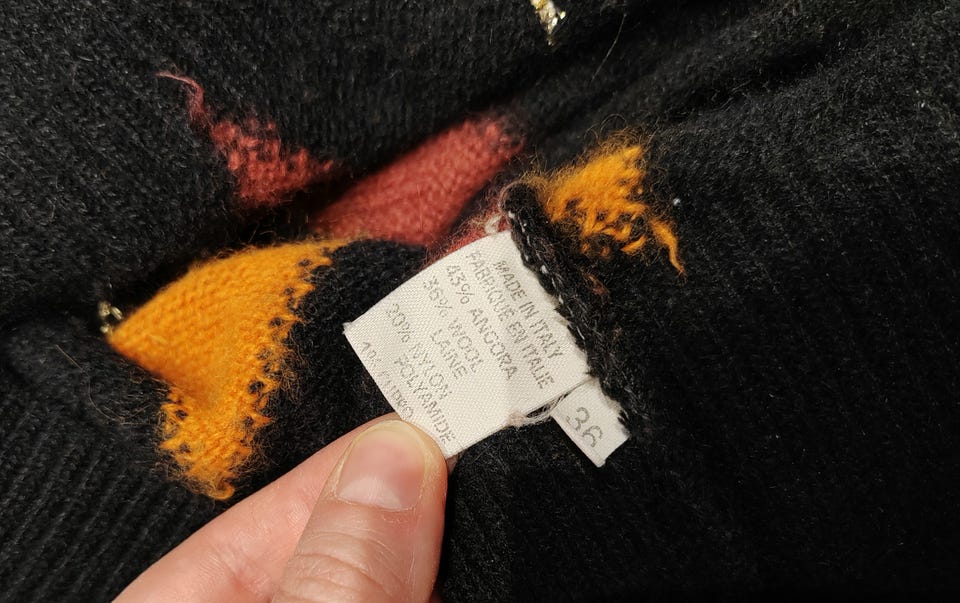 MADE IN ITALY
FABRIQUE EN ITALIE
43% ANGORA
36% WOOL
LAINE
20% NYLON
POLYAMIDE
36